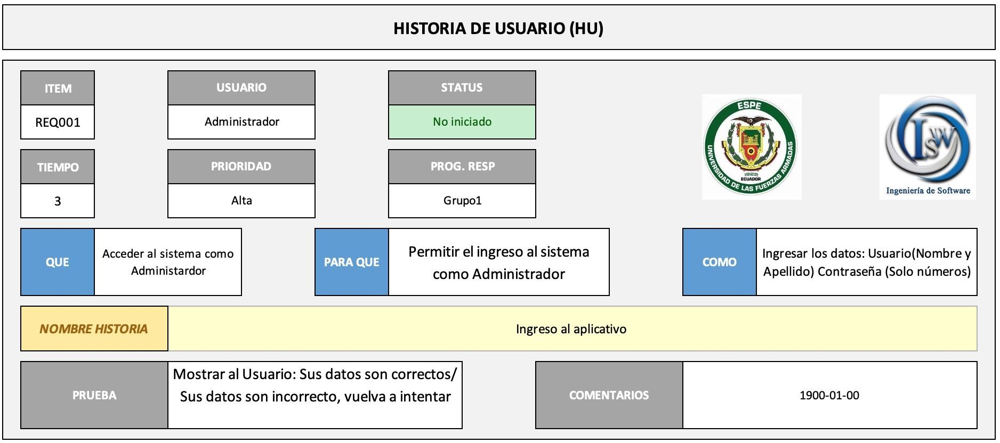 HISTORIA DE USUARIO (HU)
ITEM
USUARIO
STATUS
REQ001
Administrador
No iniciado
TIEMPO
PRIORIDAD
PROG. RESP
3
Alta
Grupo1
ESPE
UNIVERSIDAD DE LAS FUERZAS ARMADAS
1922
ECUADOR
ISW
Ingeniería de Software
QUE
Acceder al sistema como
Administardor
PARA QUE
Permitir el ingreso al sistema
como Administrador
COMO
Ingresar los datos: Usuario(Nombre y
Apellido) Contraseña (Solo números)
NOMBRE HISTORIA
Ingreso al aplicativo
PRUEBA
Mostrar al Usuario: Sus datos son correctos/
Sus datos son incorrecto, vuelva a intentar
COMENTARIOS
1900-01-00